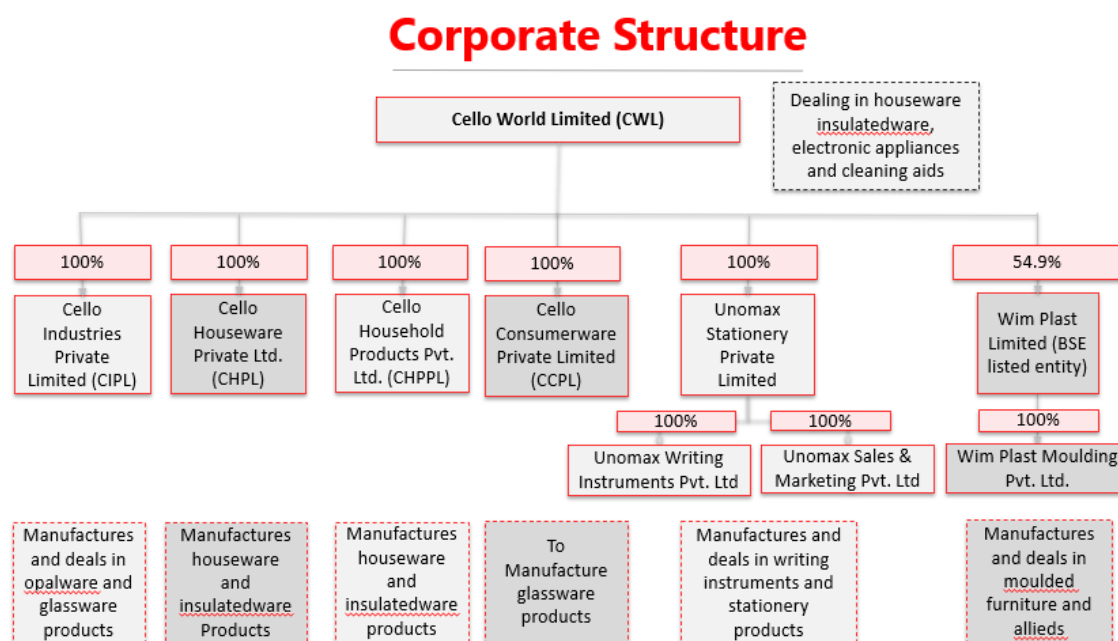 Corporate Structure
Cello World Limited (CWL)
Dealing in houseware
insulatedware,
electronic appliances
and cleaning aids
100%
100%
100%
100%
100%
54.9%
Cello
Industries
Private
Limited (CIPL)
Cello
Houseware
Private Ltd.
(CHPL)
Cello
Household
Products Pvt.
Ltd. (CHPPL)
Cello
Consumerware
Private Limited
(CCPL)
Unomax
Stationery
Private
Limited
Wim Plast
Limited (BSE
listed entity)
100%
100%
100%
Unomax Writing
Instruments Pvt. Ltd
Unomax Sales &
Marketing Pvt. Ltd
Wim Plast Moulding
Pvt. Ltd.
Manufactures
and deals in
opalware and
glassware
products
Manufactures
houseware
and
insulatedware
Products
Manufactures
houseware
and
insulatedware
products
To
Manufacture
glassware
products
Manufactures and
deals in writing
instruments and
stationery
products
Manufactures
and deals in
moulded
furniture and
allieds